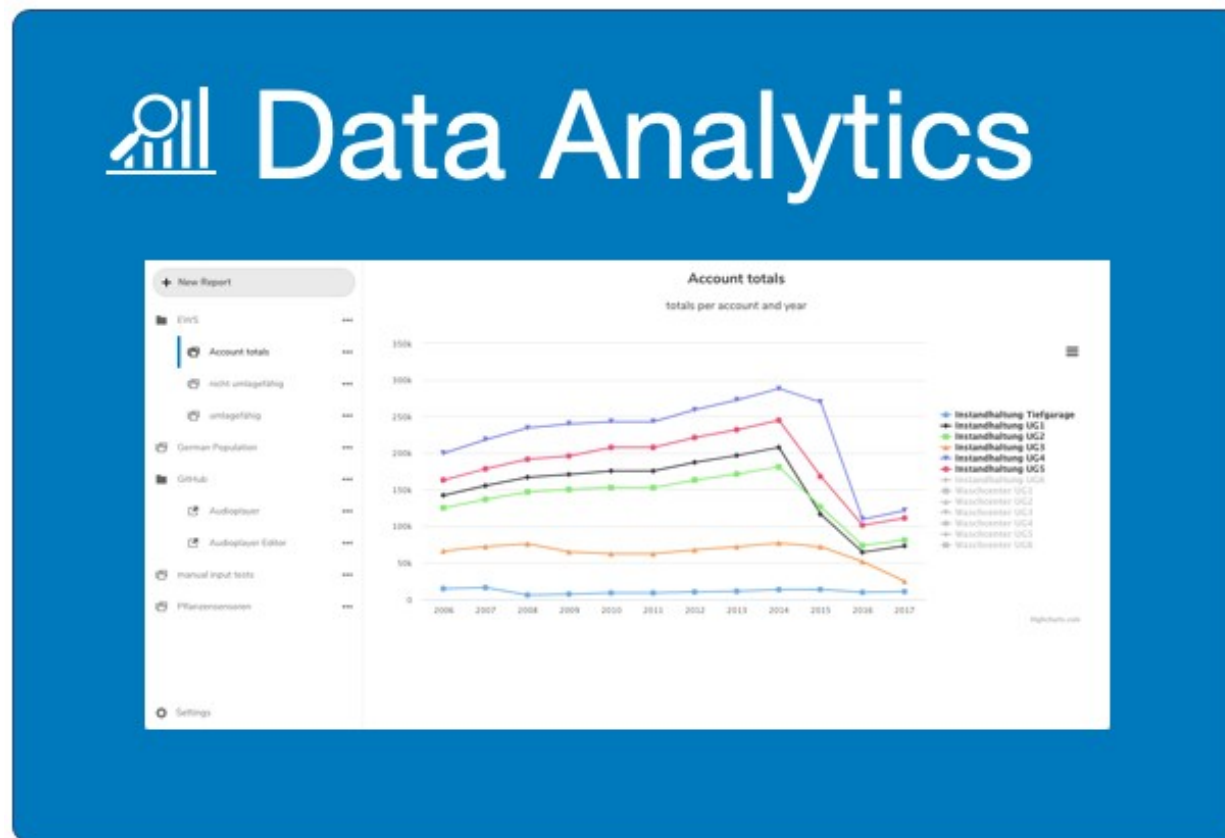 Data Analytics
New Report
EWS
Account totals
nicht umlagefähig
umlagefähig
German Population
GitHub
Audioplayer
Audioplayer Editor
manual input tests
Pflanzensensoren
Settings
Account totals
totals per account and year
350k
300k
250k
200k
150k
100k
50k
0
2006 2007 2008 2009 2010 2011 2012 2013 2014 2015 2016 2017
Instandhaltung Tiefgarage
Instandhaltung UG1
Instandhaltung UG2
Instandhaltung UG3
Instandhaltung UG4
Instandhaltung UG5
Instandhaltung UG6
Waschcenter UG1
Waschcenter UG2
Waschcenter UG3
Waschcenter UG4
Waschcenter UG5
Waschcenter UG6
Highcharts.com